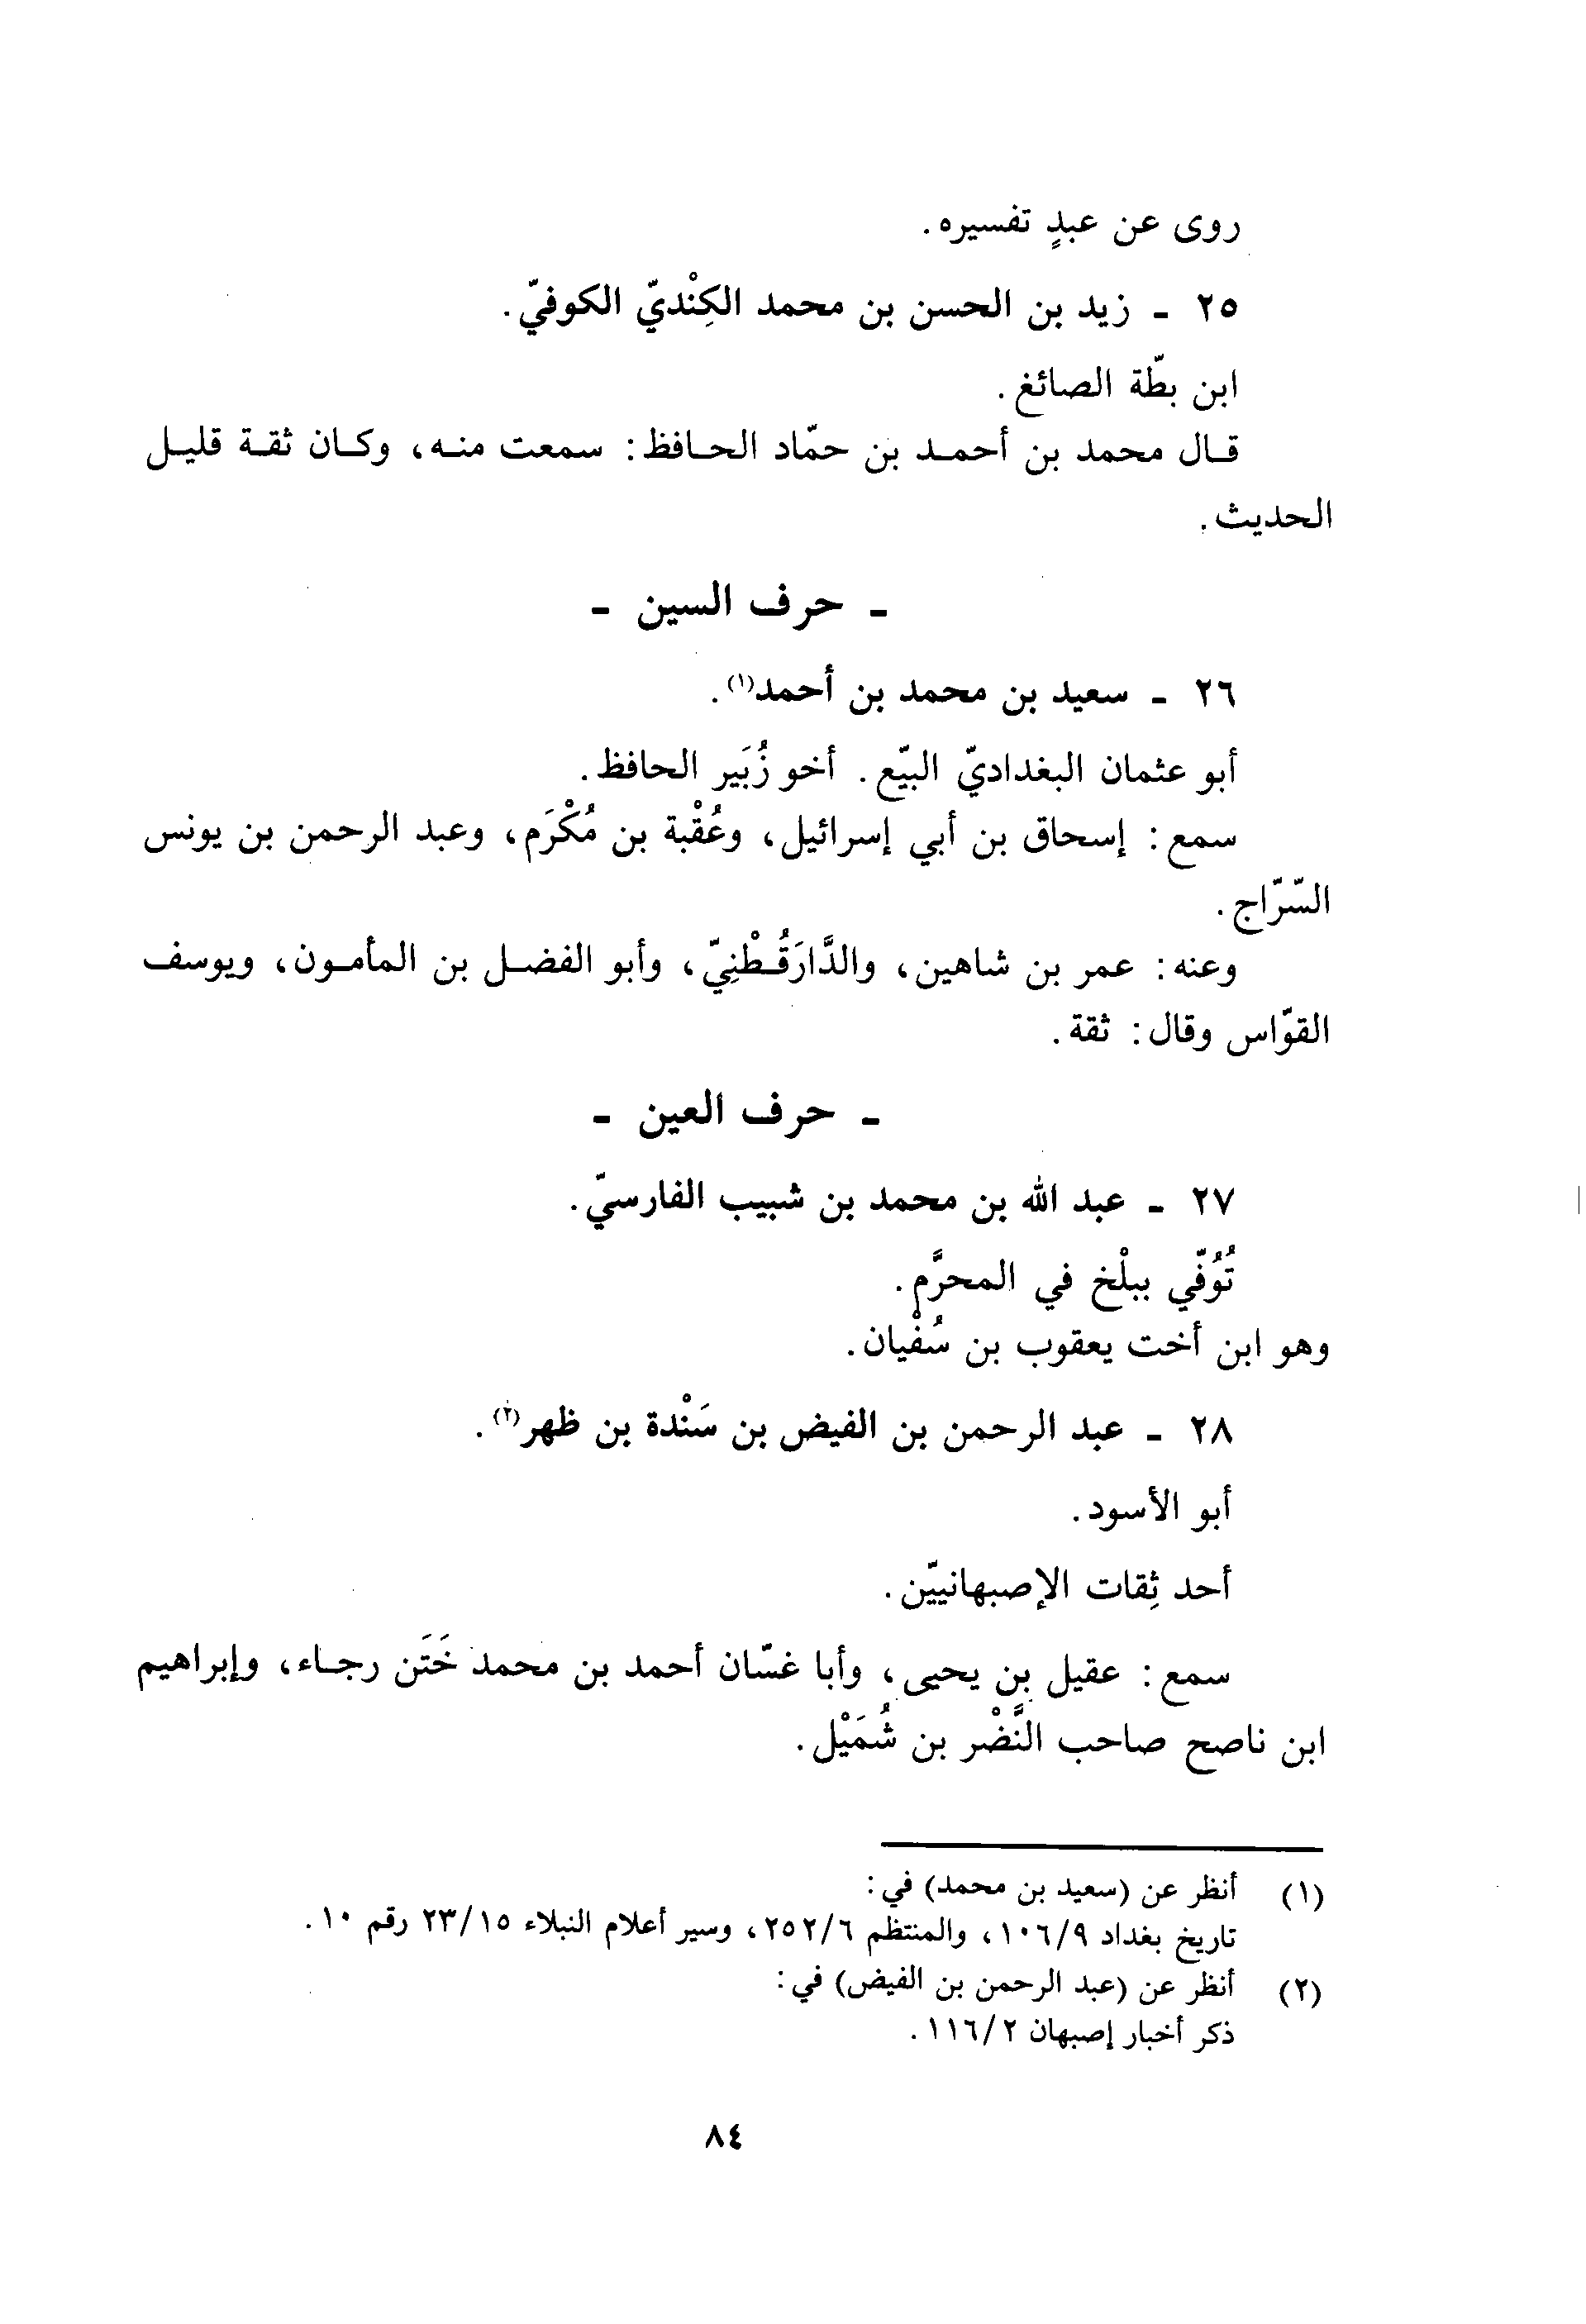 روى عن عبدٍ تفسيره.
٢٥ - زيد بن الحسن بن محمد الكِنْديّ الكوفيّ.
ابن بطّة الصائغ.
قال محمد بن أحمد بن حمّاد الحافظ: سمعت منه، وكان ثقة قليل
الحديث.
- حرف السين -
٢٦ - سعيد بن محمد بن أحمد(١).
أبو عثمان البغداديّ البيّع. أخو زُبَير الحافظ.
سمع: إسحاق بن أبي إسرائيل، وعُقْبة بن مُكْرَم، وعبد الرحمن بن يونس
السّرّاج.
وعنه: عمر بن شاهين، والدَّارَقُطْنِيّ، وأبو الفضل بن المأمون، ويوسف
القوّاس وقال: ثقة.
- حرف العين -
٢٧ - عبد الله بن محمد بن شبيب الفارسيّ.
تُوُفّي ببلْخ في المحرَّم.
وهو ابن أخت يعقوب بن سُفْيان.
٢٨ - عبد الرحمن بن الفيض بن سَنْدة بن ظهر(٢).
أبو الأسود.
أحد ثِقات الإصبهانييّن.
سمع: عقيل بن يحيى، وأبا غسّان أحمد بن محمد خَتَن رجاء، وإبراهيم
ابن ناصح صاحب النَّضْر بن شُمَيْل.
(١) أنظر عن (سعيد بن محمد) في:
تاريخ بغداد ١٠٦/٩، والمنتظم ٢٥٢/٦، وسير أعلام النبلاء ٢٣/١٥ رقم ١٠.
(٢) أنظر عن (عبد الرحمن بن الفيض) في:
ذكر أخبار إصبهان ١١٦/٢.
٨٤